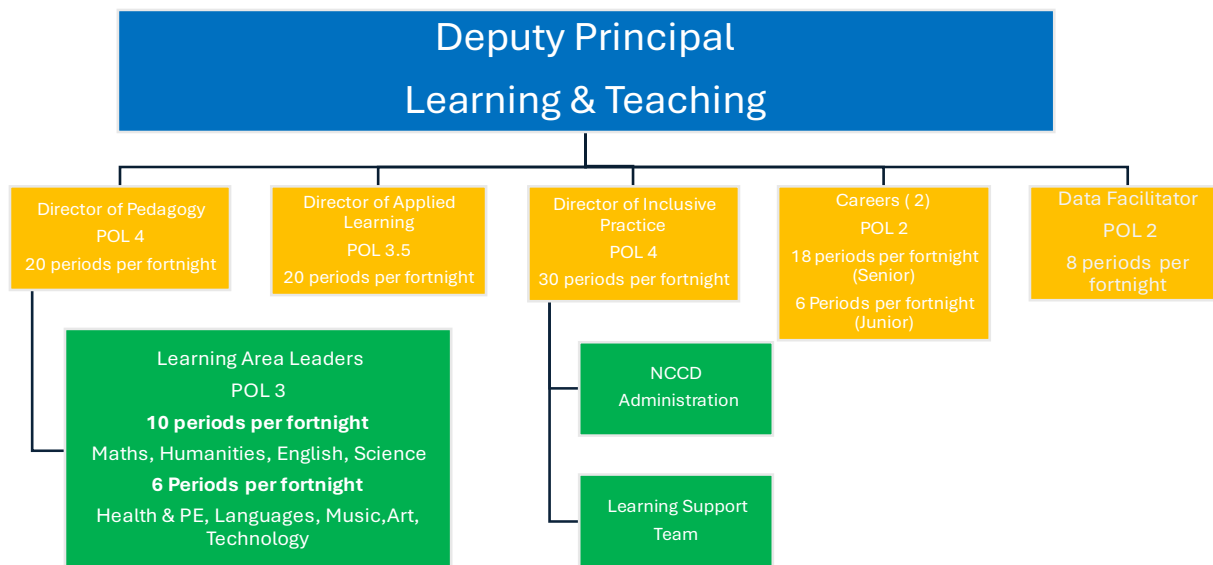 Deputy Principal
Learning & Teaching
Director of Pedagogy
POL 4
20 periods per fortnight
Director of Applied
Learning
POL 3.5
20 periods per fortnight
Director of Inclusive
Practice
POL 4
30 periods per fortnight
Careers ( 2)
POL 2
18 periods per fortnight
(Senior)
6 Periods per fortnight
(Junior)
Data Facilitator
POL 2
8 periods per
fortnight
Learning Area Leaders
POL 3
10 periods per fortnight
Maths, Humanities, English, Science
6 Periods per fortnight
Health & PE, Languages, Music,Art,
Technology
NCCD
Administration
Learning Support
Team